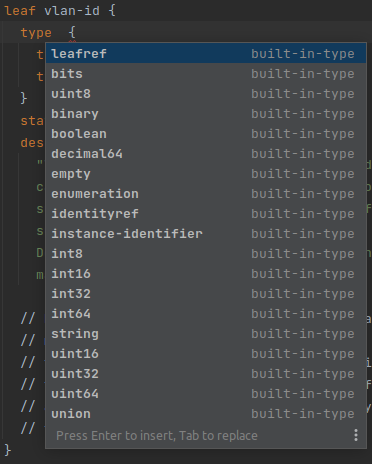 leaf vlan-id {
type {
t leafref built-in-type
t bits built-in-type
uint8 built-in-type
} binary built-in-type
sta boolean built-in-type
des decimal64 built-in-type
" empty built-in-type d
c enumeration built-in-type o
s identityref built-in-type f
s instance-identifier built-in-type
D int8 built-in-type n
m int16 built-in-type
int32 built-in-type
// int64 built-in-type a
// string built-in-type
// uint16 built-in-type i
// uint32 built-in-type f
// uint64 built-in-type y
// union built-in-type
Press Enter to insert, Tab to replace
}